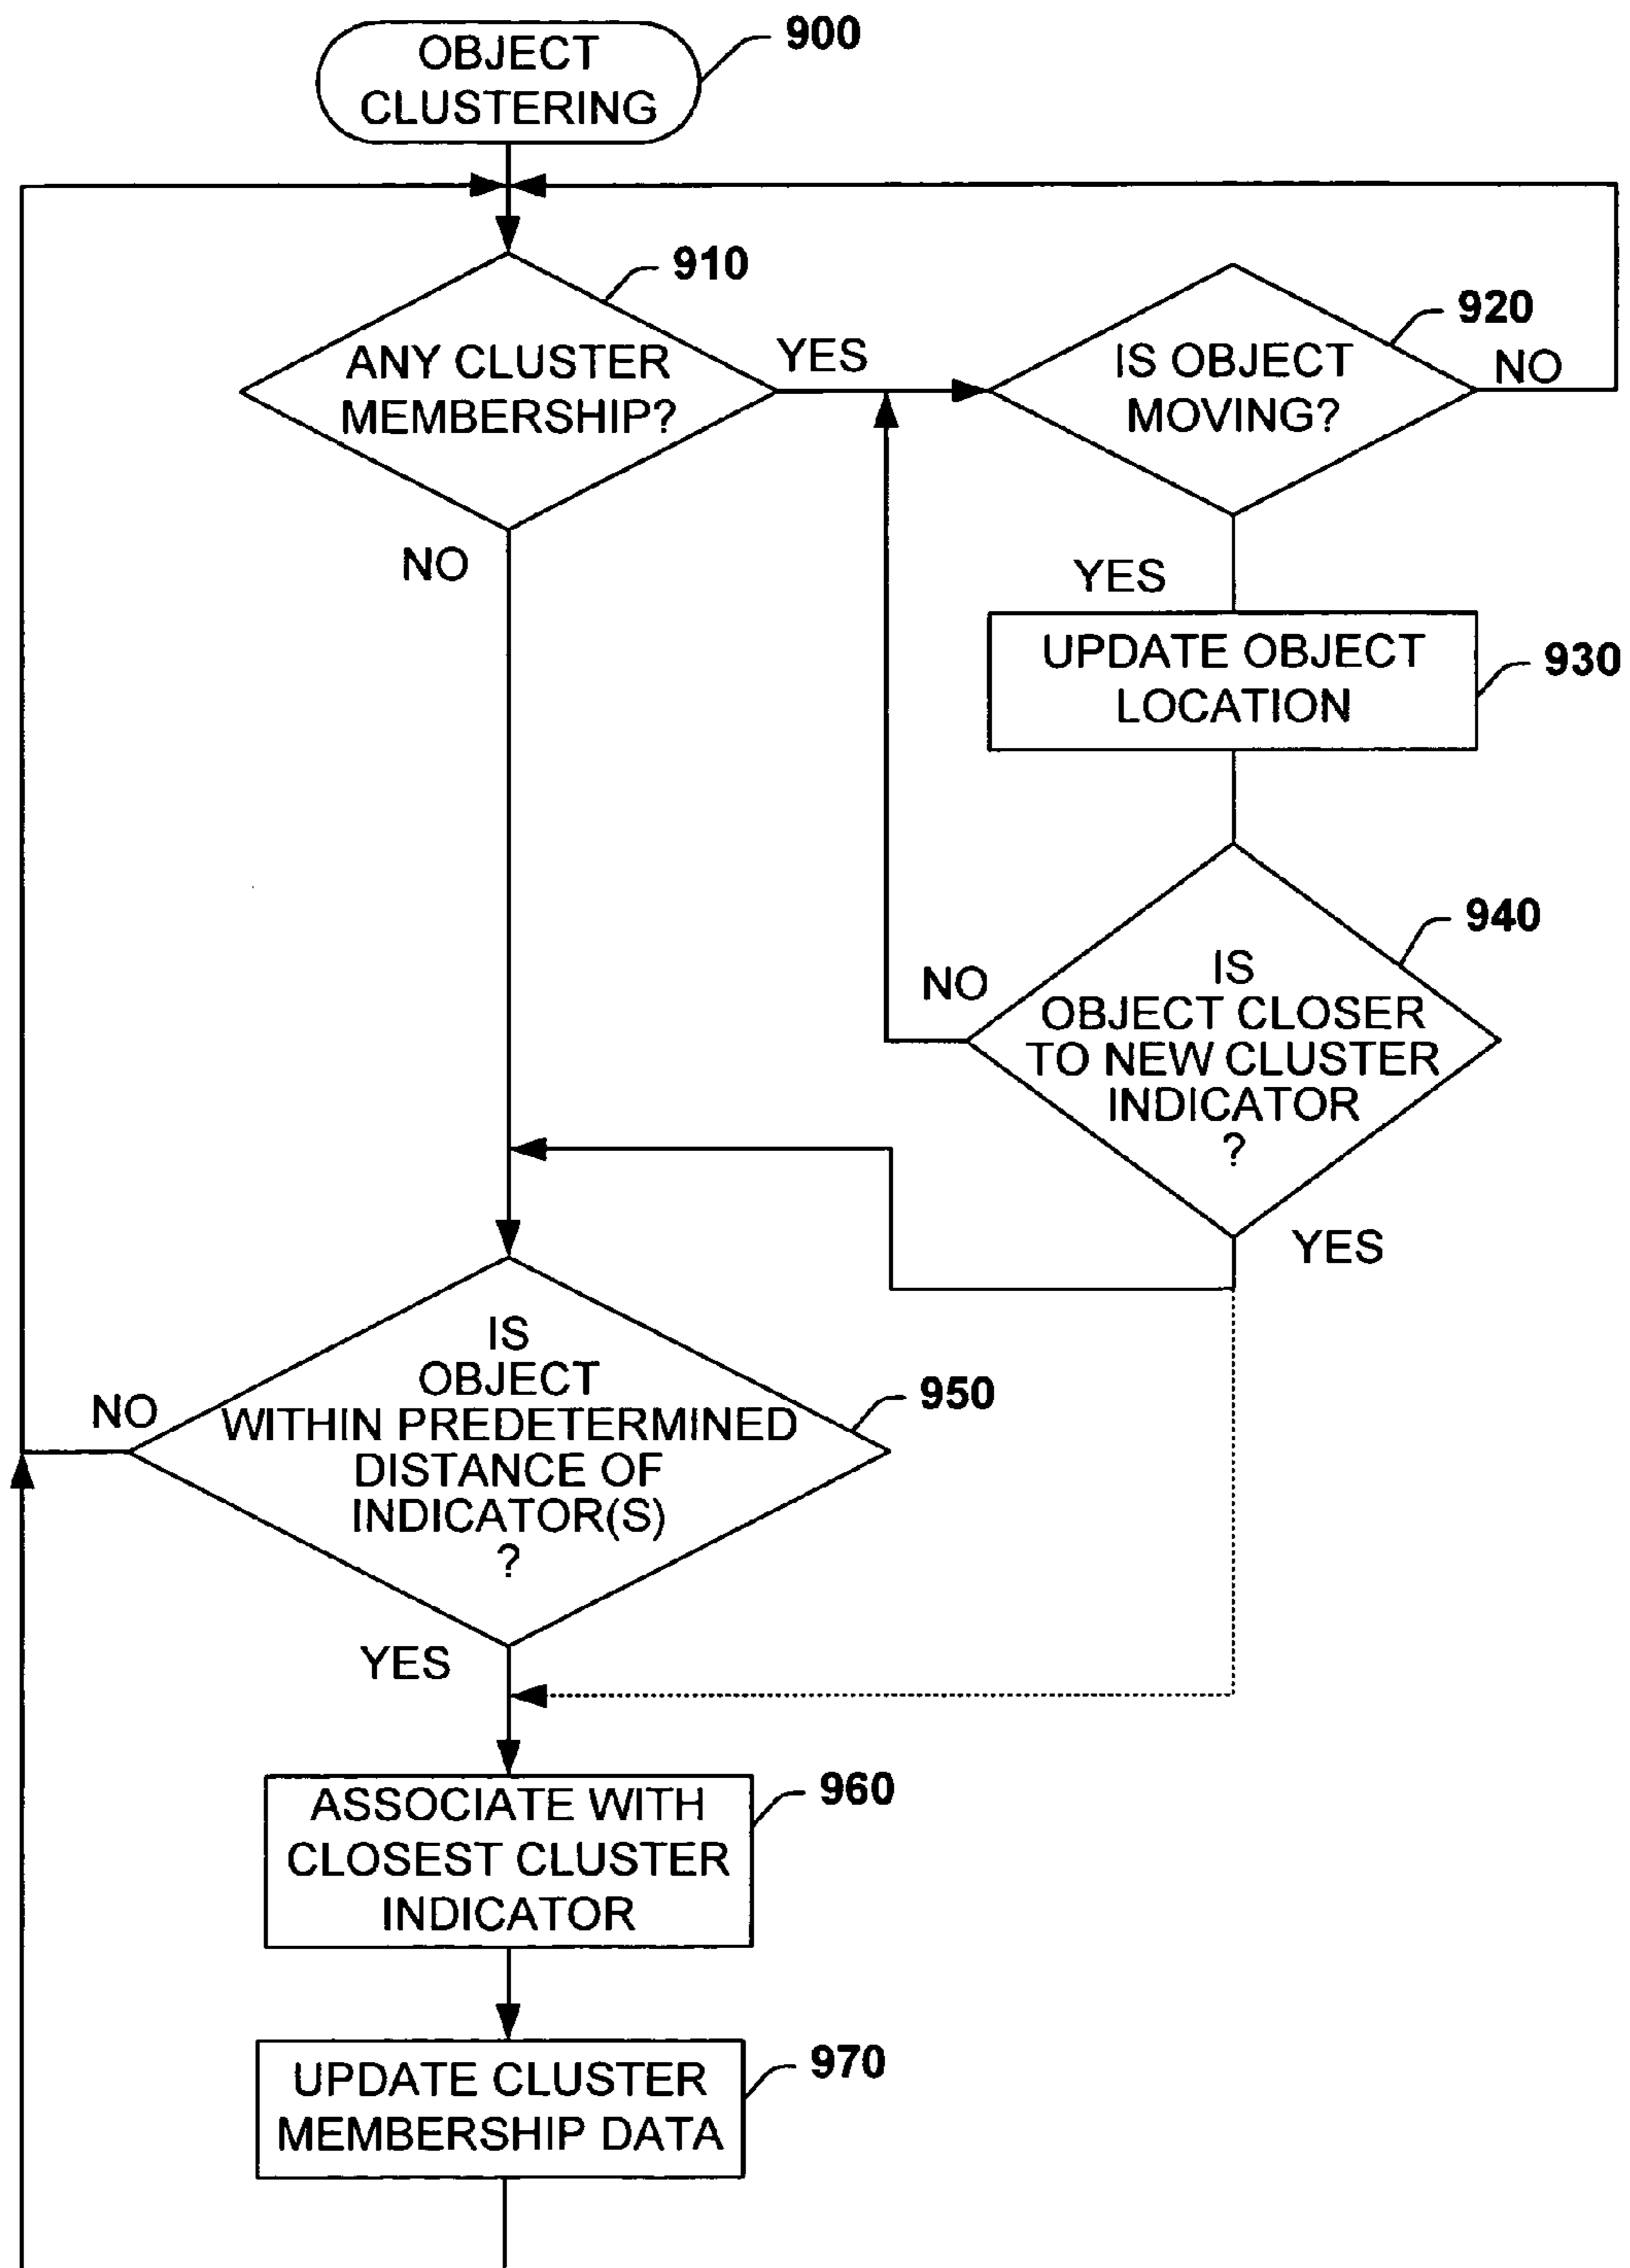 OBJECT
CLUSTERING
900
910
ANY CLUSTER
MEMBERSHIP?
YES
NO
920
IS OBJECT
MOVING?
NO
YES
UPDATE OBJECT
LOCATION
930
940
IS
OBJECT CLOSER
TO NEW CLUSTER
INDICATOR
?
NO
YES
IS
OBJECT
WITHIN PREDETERMINED
DISTANCE OF
INDICATOR(S)
?
950
NO
YES
ASSOCIATE WITH
CLOSEST CLUSTER
INDICATOR
960
UPDATE CLUSTER
MEMBERSHIP DATA
970